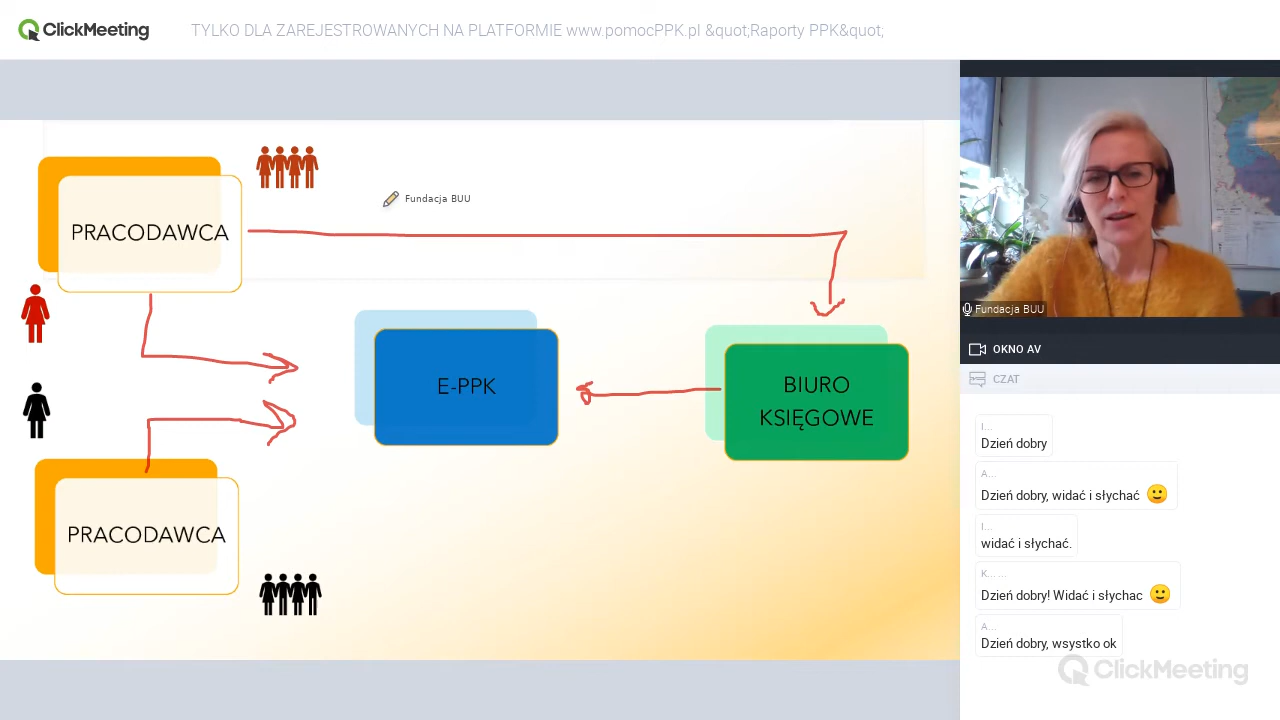 ClickMeeting
TYLKO DLA ZAREJESTROWANYCH NA PLATFORMIE www.pomocPPK.pl &quot;Raporty PPK&quot;
PRACODAWCA
Fundacja BUU
E-PPK
BIURO
KSIĘGOWE
PRACODAWCA
Fundacja BUU
OKNO AV
CZAT
I...
Dzień dobry
A...
Dzień dobry, widać i słychać
I...
widać i słychać.
K... ...
Dzień dobry! Widać i słychac
A...
Dzień dobry, wsystko ok
ClickMeeting